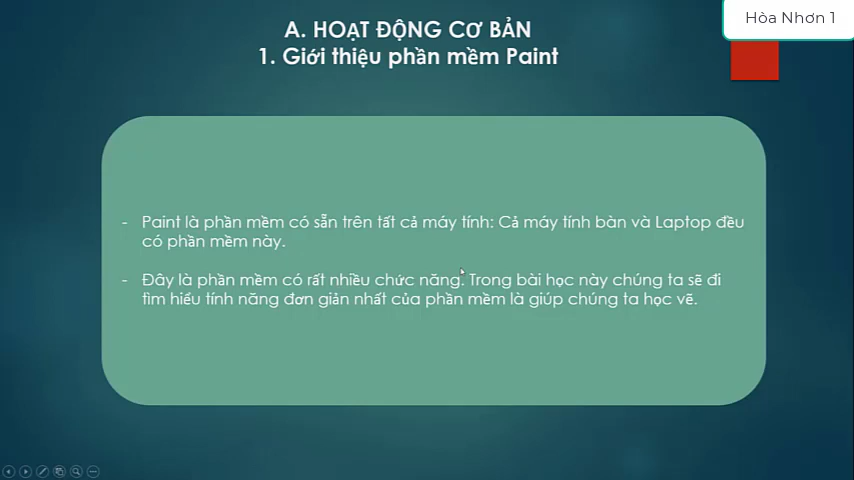 Hòa Nhơn 1
A. HOẠT ĐỘNG CƠ BẢN
1. Giới thiệu phần mềm Paint
- Paint là phần mềm có sẵn trên tất cả máy tính: Cả máy tính bàn và Laptop đều
có phần mềm này.
- Đây là phần mềm có rất nhiều chức năng. Trong bài học này chúng ta sẽ đi
tìm hiểu tính năng đơn giản nhất của phần mềm là giúp chúng ta học vẽ.